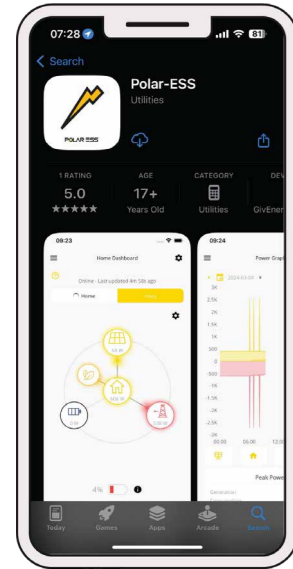 07:28
81
Search
POLAR ESS
Polar-ESS
Utilities
1 RATING
AGE
CATEGORY
DEV
5.0
17+
★★★★★
Years Old
Utilities
GivEner
09:23
Home Dashboard
Online - Last updated 4m 58s ago
Home
4%
09:24
Power Graph
2024-03-04
3K
2.5K
2K
1.5K
1K
500
0
-500
-1K
-1.5K
-2K
-2.5K
-3K
00:00
06:00
12:00
Peak Power
Generation
Today
Games
Apps
Arcade
Search